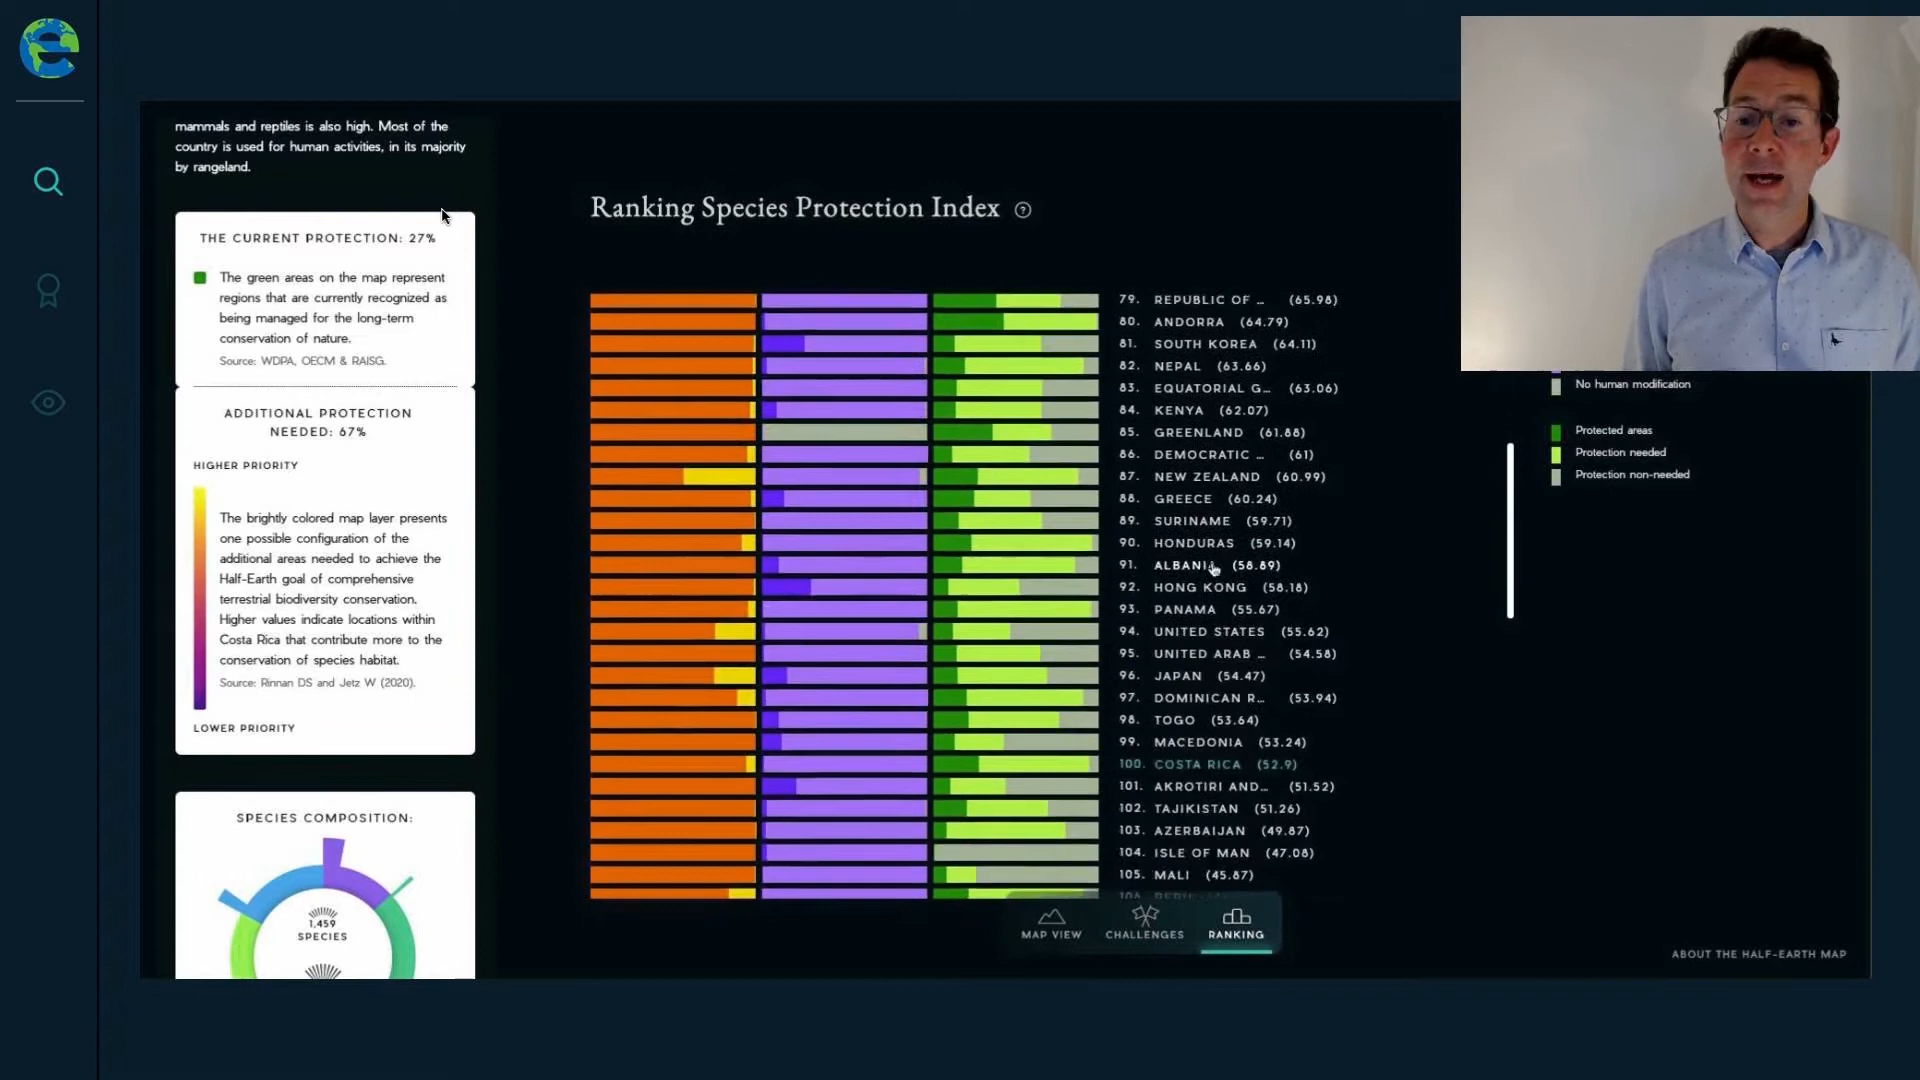 mammals and reptiles is also high. Most of the
country is used for human activities, in its majority
by rangeland.
THE CURRENT PROTECTION: 27%
The green areas on the map represent
regions that are currently recognized as
being managed for the long-term
conservation of nature.
Source: WDPA, OECM & RAISG.
ADDITIONAL PROTECTION
NEEDED: 67%
HIGHER PRIORITY
The brightly colored map layer presents
one possible configuration of the
additional areas needed to achieve the
Half-Earth goal of comprehensive
terrestrial biodiversity conservation.
Higher values indicate locations within
Costa Rica that contribute more to the
conservation of species habitat.
Source: Rinnan DS and Jetz W (2020).
LOWER PRIORITY
SPECIES COMPOSITION:
1,459
SPECIES
Ranking Species Protection Index ?
79. REPUBLIC OF ... (65.98)
80. ANDORRA (64.79)
81. SOUTH KOREA (64.11)
82. NEPAL (63.66)
83. EQUATORIAL G... (63.06)
84. KENYA (62.07)
85. GREENLAND (61.88)
86. DEMOCRATIC ... (61)
87. NEW ZEALAND (60.99)
88. GREECE (60.24)
89. SURINAME (59.71)
90. HONDURAS (59.14)
91. ALBANIA (58.89)
92. HONG KONG (58.18)
93. PANAMA (55.67)
94. UNITED STATES (55.62)
95. UNITED ARAB ... (54.58)
96. JAPAN (54.47)
97. DOMINICAN R... (53.94)
98. TOGO (53.64)
99. MACEDONIA (53.24)
100. COSTA RICA (52.9)
101. AKROTIRI AND... (51.52)
102. TAJIKISTAN (51.26)
103. AZERBAIJAN (49.87)
104. ISLE OF MAN (47.08)
105. MALI (45.87)
No human modification
Protected areas
Protection needed
Protection non-needed
MAP VIEW
CHALLENGES
RANKING
ABOUT THE HALF-EARTH MAP